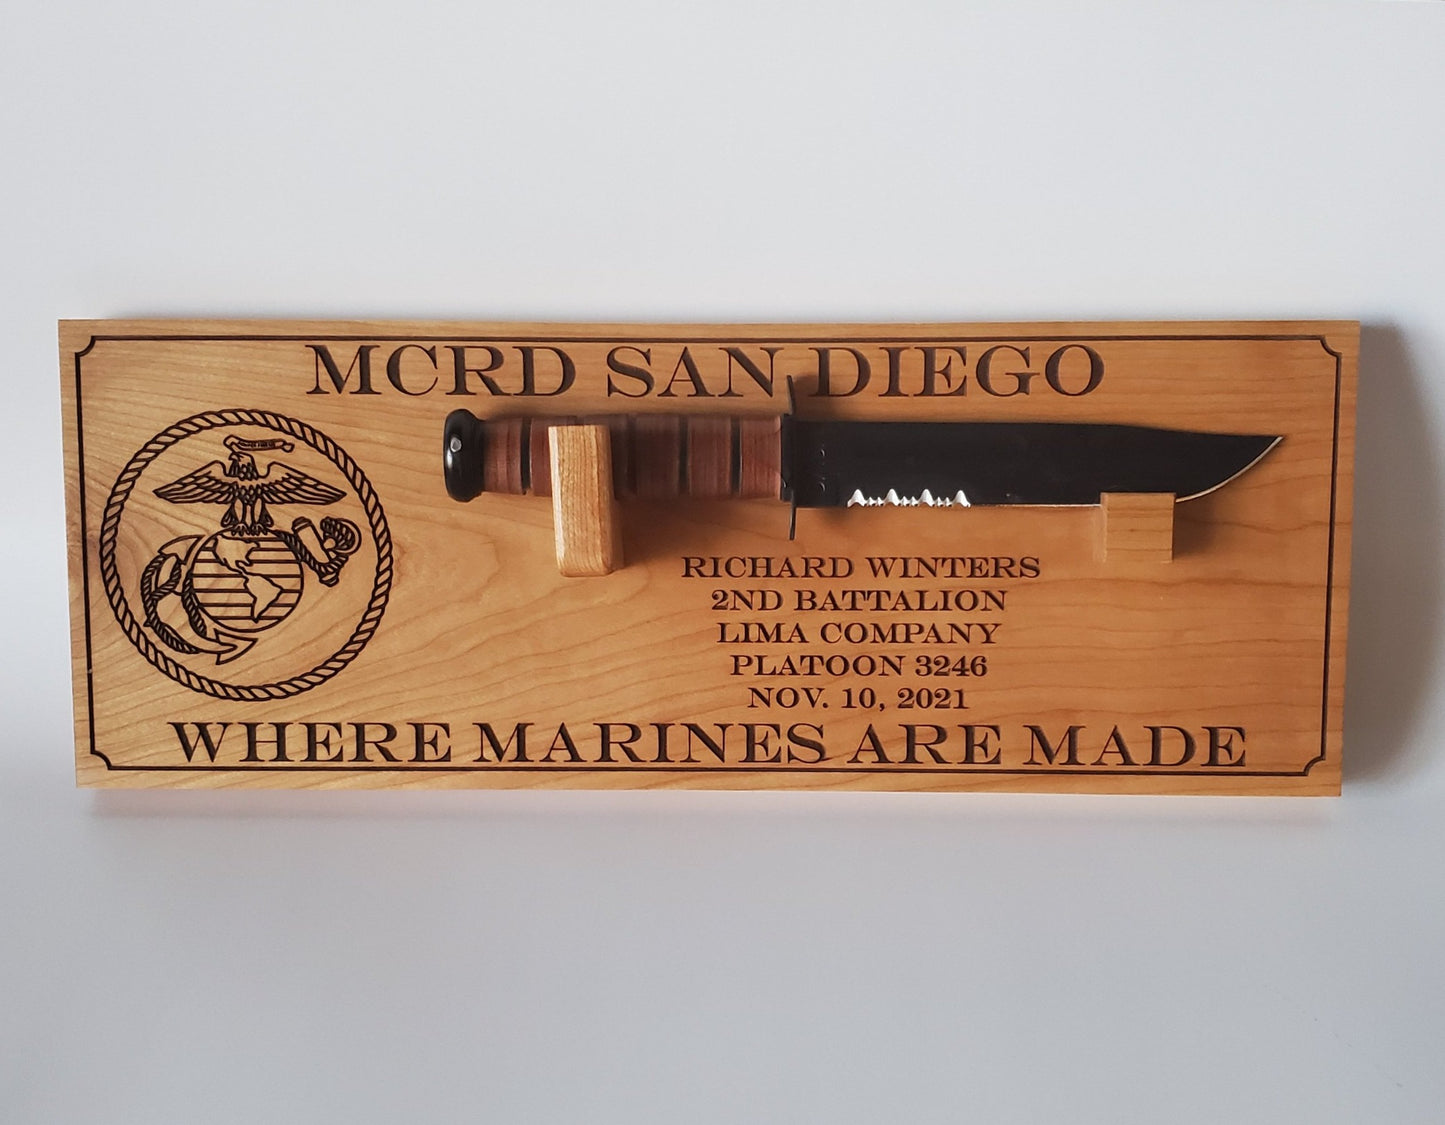 MCRD SAN DIEGO
RICHARD WINTERS
2ND BATTALION
LIMA COMPANY
PLATOON 3246
NOV. 10, 2021
WHERE MARINES ARE MADE